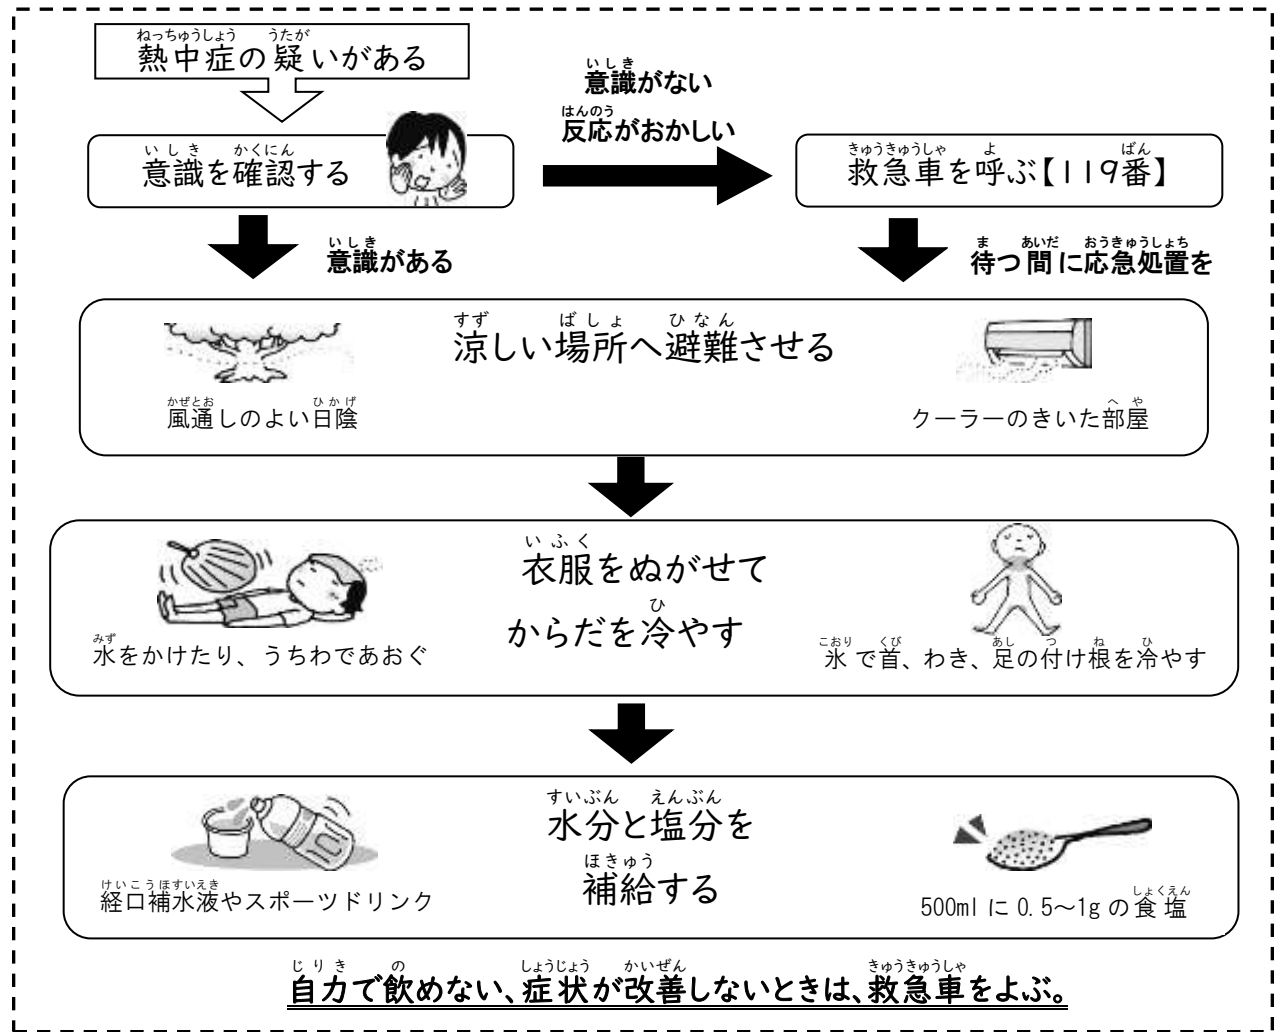 熱中症の疑いがある
意識がない
反応がおかしい
意識を確認する
救急車を呼ぶ【119番】
意識がある
待つ間に応急処置を
涼しい場所へ避難させる
風通しのよい日陰
クーラーのきいた部屋
衣服をぬがせて
からだを冷やす
水をかけたり、うちわであおぐ
氷で首、わき、足の付け根を冷やす
水分と塩分を
補給する
経口補水液やスポーツドリンク
500mlに0.5～1gの食塩
自力で飲めない、症状が改善しないときは、救急車をよぶ。